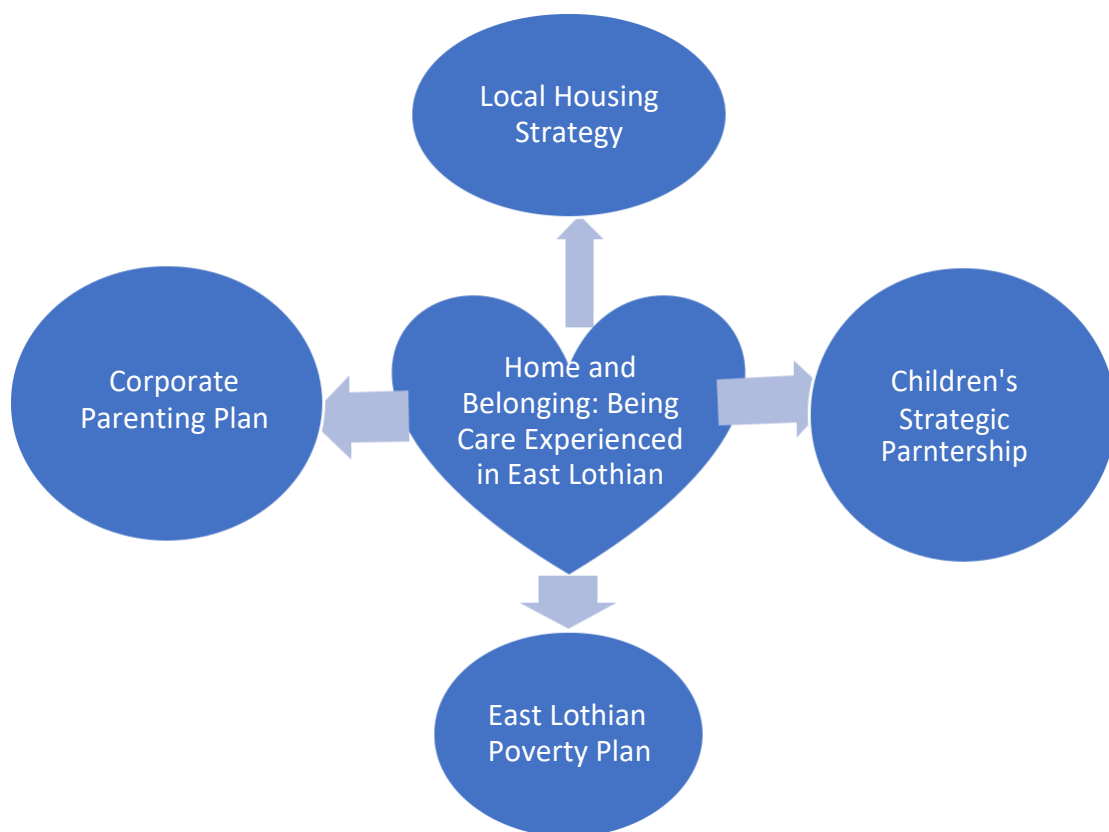 Local Housing
Strategy
Corporate
Parenting Plan
Home and
Belonging: Being
Care Experienced
in East Lothian
Children's
Strategic
Parntership
East Lothian
Poverty Plan